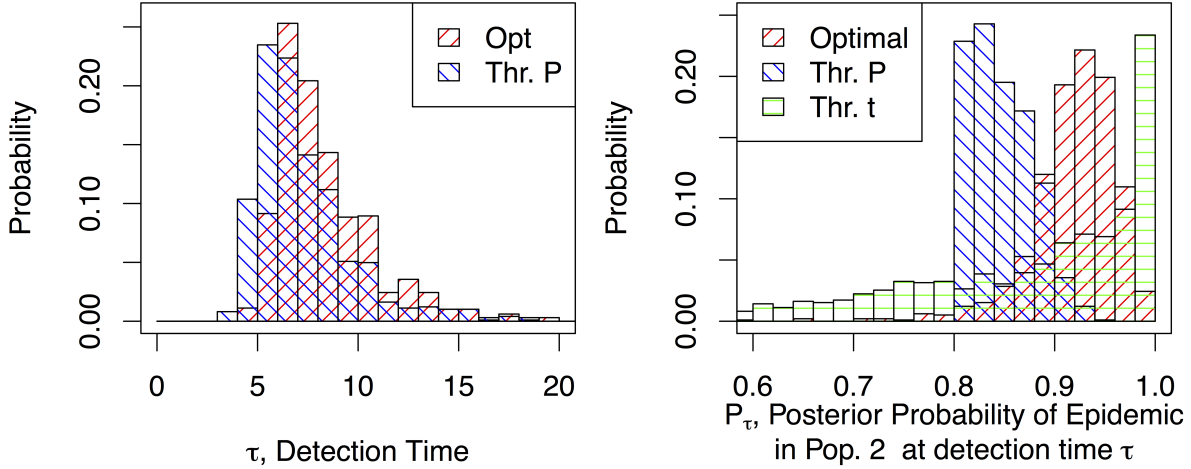 Probability
0.00
0.10
0.20
Opt
Thr. P
0
5
10
15
20
τ, Detection Time
Probability
0.00
0.10
0.20
Optimal
Thr. P
Thr. t
0.6
0.7
0.8
0.9
1.0
Pτ, Posterior Probability of Epidemic
in Pop. 2 at detection time τ